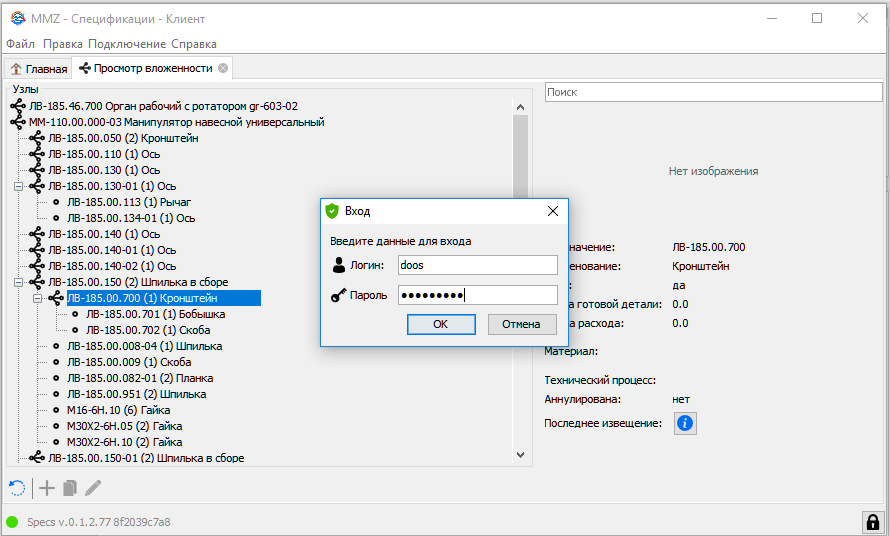 MMZ - Спецификации - Клиент
Файл Правка Подключение Справка
Главная
Просмотр вложенности
Узлы
ЛВ-185.46.700 Орган рабочий с ротатором gr-603-02
ММ-110.00.000-03 Манипулятор навесной универсальный
ЛВ-185.00.050 (2) Кронштейн
ЛВ-185.00.110 (1) Ось
ЛВ-185.00.130 (1) Ось
ЛВ-185.00.130-01 (1) Ось
ЛВ-185.00.113 (1) Рычаг
ЛВ-185.00.134-01 (1) Ось
ЛВ-185.00.140 (1) Ось
ЛВ-185.00.140-01 (1) Ось
ЛВ-185.00.140-02 (1) Ось
ЛВ-185.00.150 (2) Шпилька в сборе
ЛВ-185.00.700 (1) Кронштейн
ЛВ-185.00.701 (1) Бобышка
ЛВ-185.00.702 (1) Скоба
ЛВ-185.00.008-04 (1) Шпилька
ЛВ-185.00.009 (1) Скоба
ЛВ-185.00.082-01 (2) Планка
ЛВ-185.00.951 (2) Шпилька
М16-6Н.10 (6) Гайка
М30Х2-6Н.05 (2) Гайка
М30Х2-6Н.10 (2) Гайка
ЛВ-185.00.150-01 (2) Шпилька в сборе
Вход
Введите данные для входа
Логин: doos
Пароль
OK Отмена
Поиск
Нет изображения
значение: ЛВ-185.00.700
енование: Кронштейн
: да
а готовой детали: 0.0
а расхода: 0.0
Материал:
Технический процесс:
Аннулирована: нет
Последнее извещение:
Specs v.0.1.2.77 8f2039c7a8